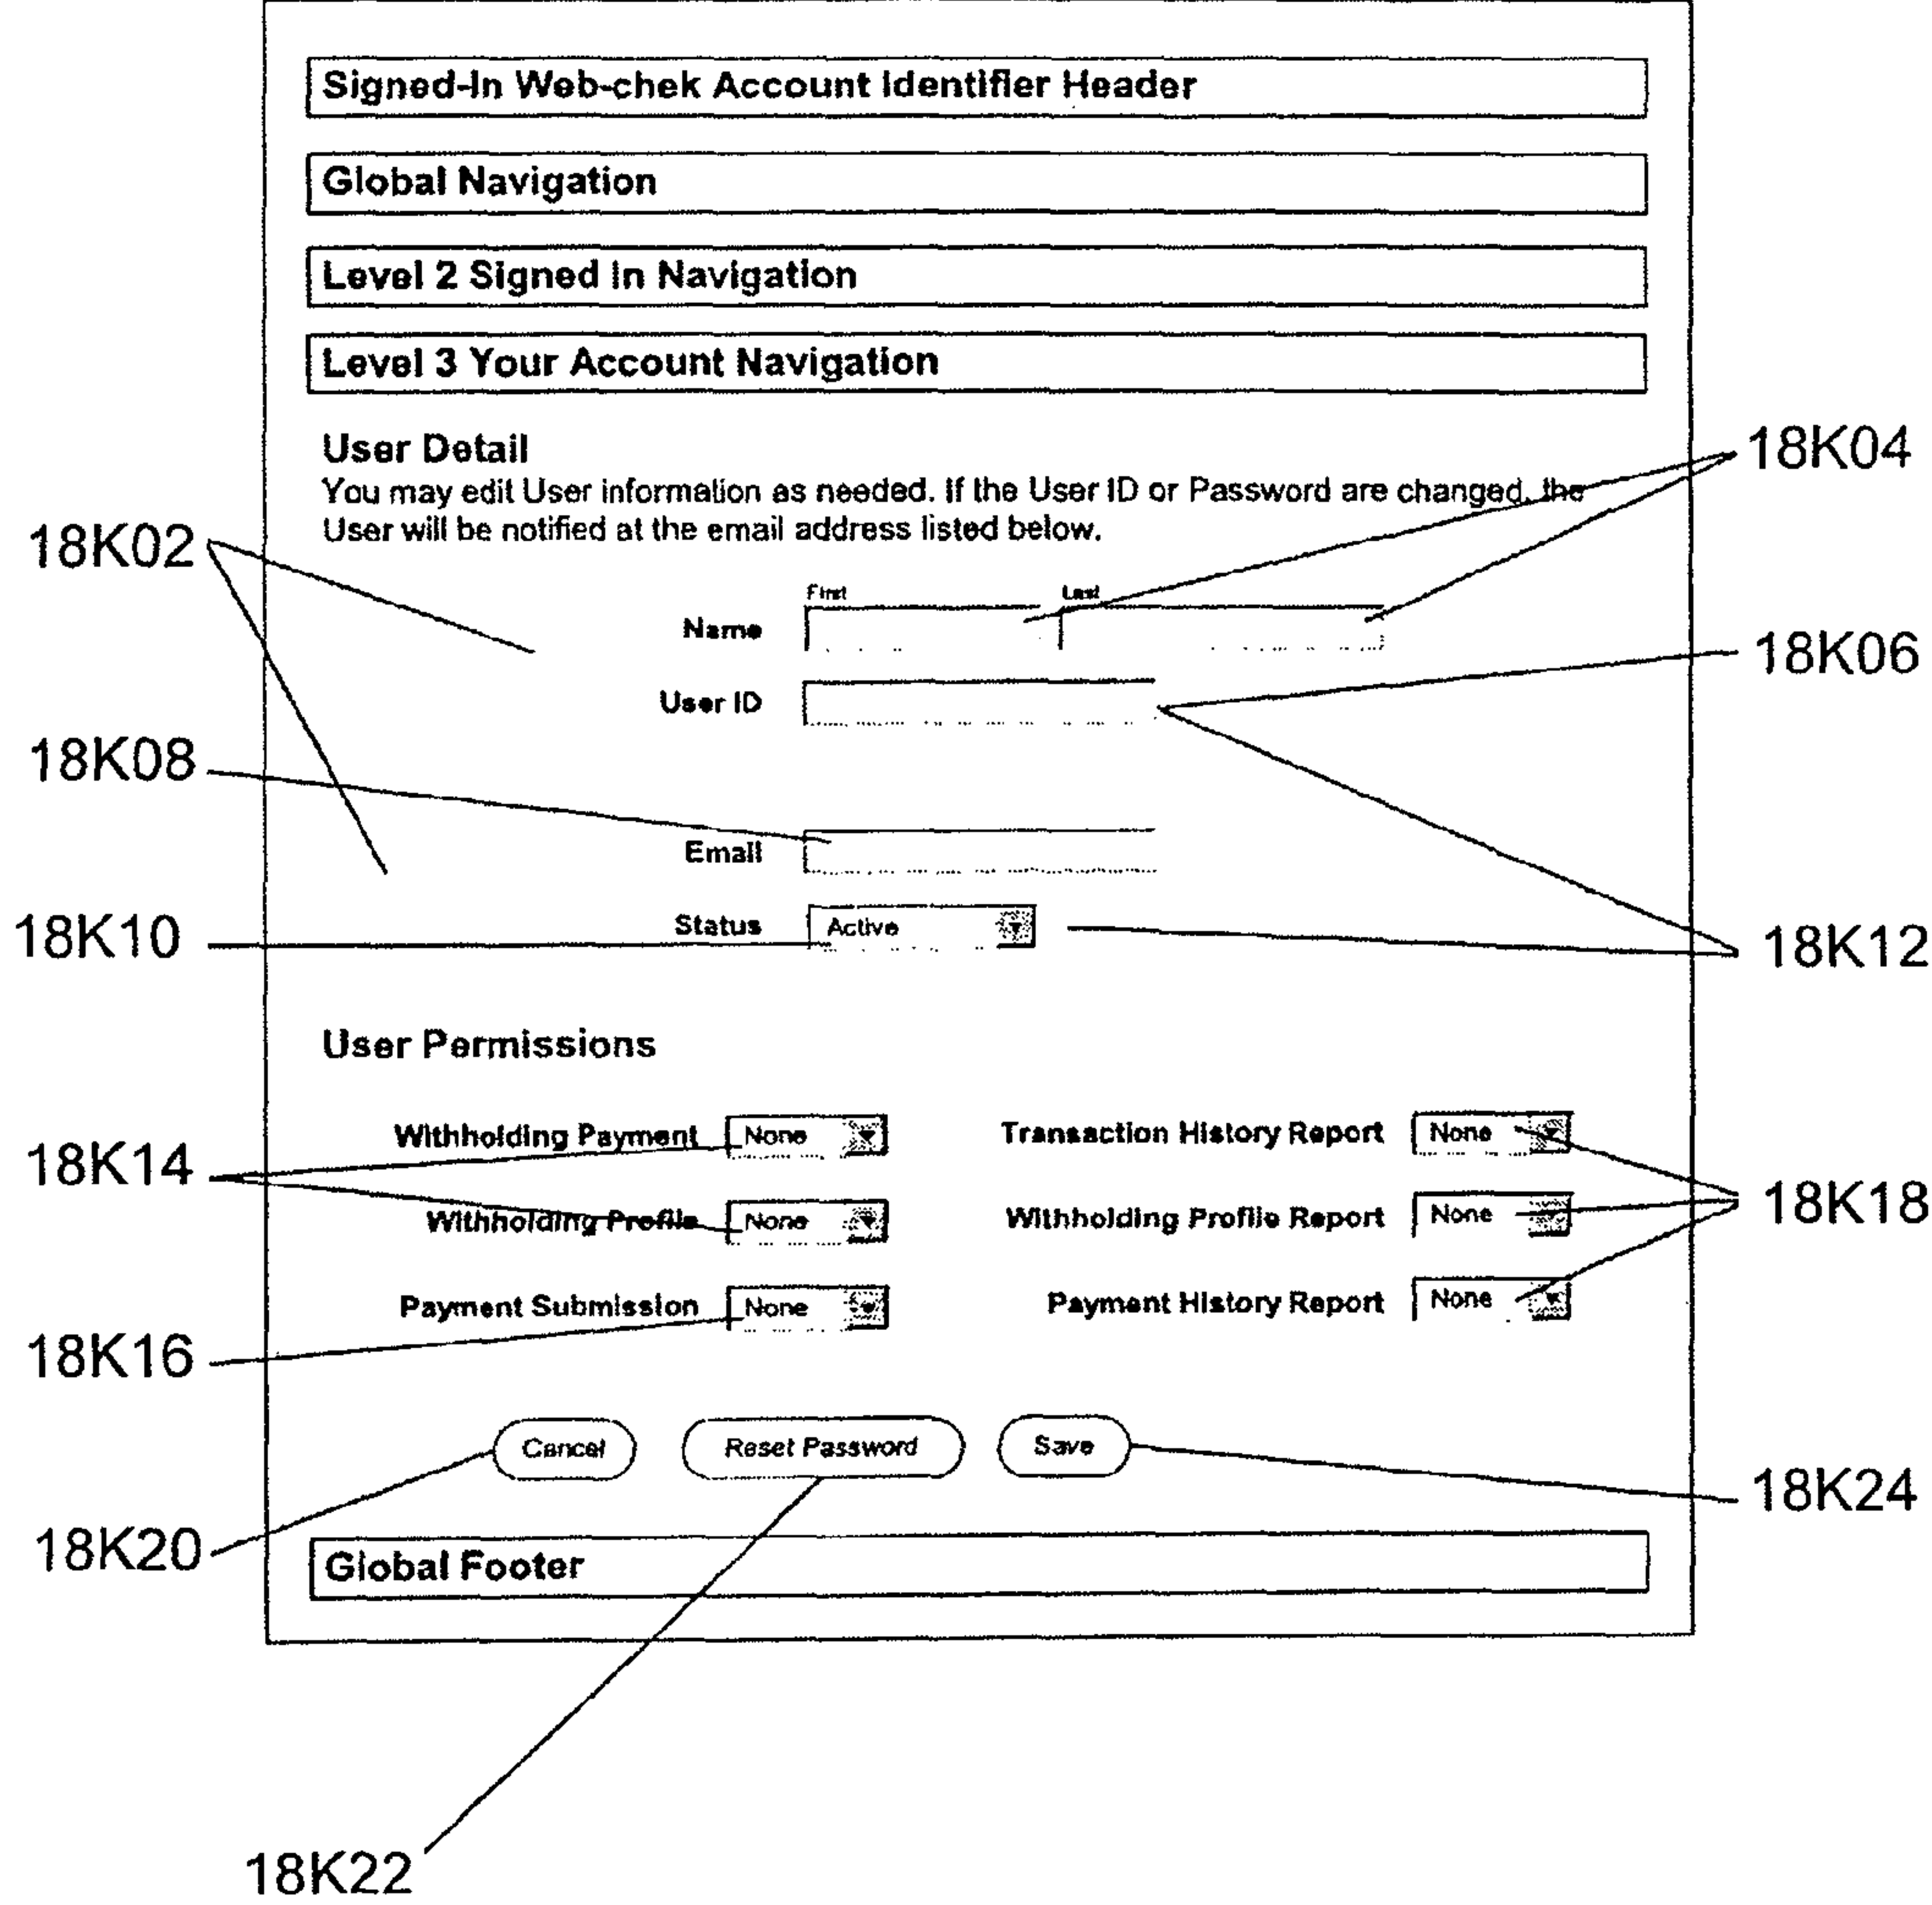 Signed-In Web-chek Account Identifier Header
Global Navigation
Level 2 Signed In Navigation
Level 3 Your Account Navigation
User Detail
18K04
You may edit User information as needed. If the User ID or Password are changed, the
User will be notified at the email address listed below.
18K02
First Last
Name
18K06
User ID
18K08
Email
18K10
Status Active
18K12
User Permissions
Withholding Payment None Transaction History Report None
18K14
18K18
Withholding Profile None Withholding Profile Report None
Payment Submission None Payment History Report None
18K16
Cancel Reset Password Save
18K24
18K20
Global Footer
18K22